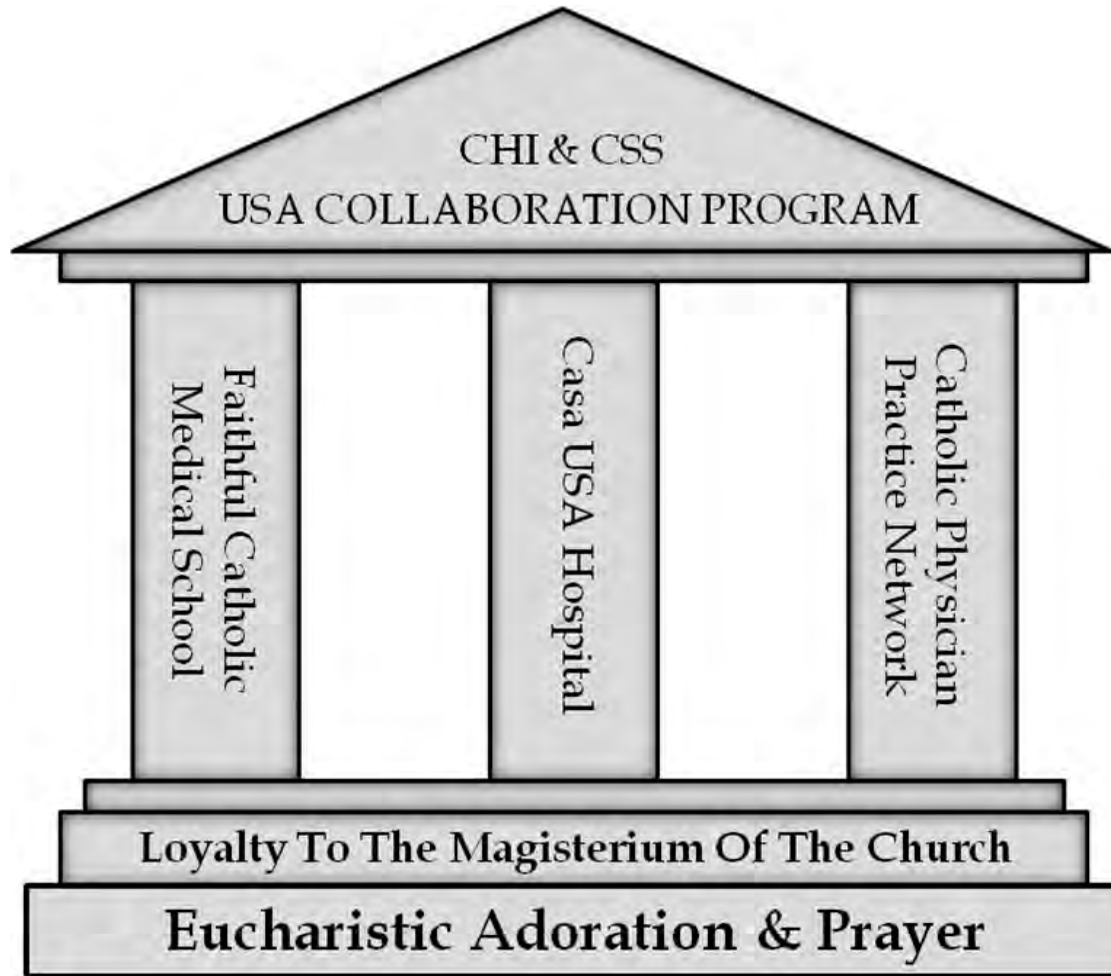 CHI & CSS
USA COLLABORATION PROGRAM
Faithful Catholic
Medical School
Casa USA Hospital
Catholic Physician
Practice Network
Loyalty To The Magisterium Of The Church
Eucharistic Adoration & Prayer